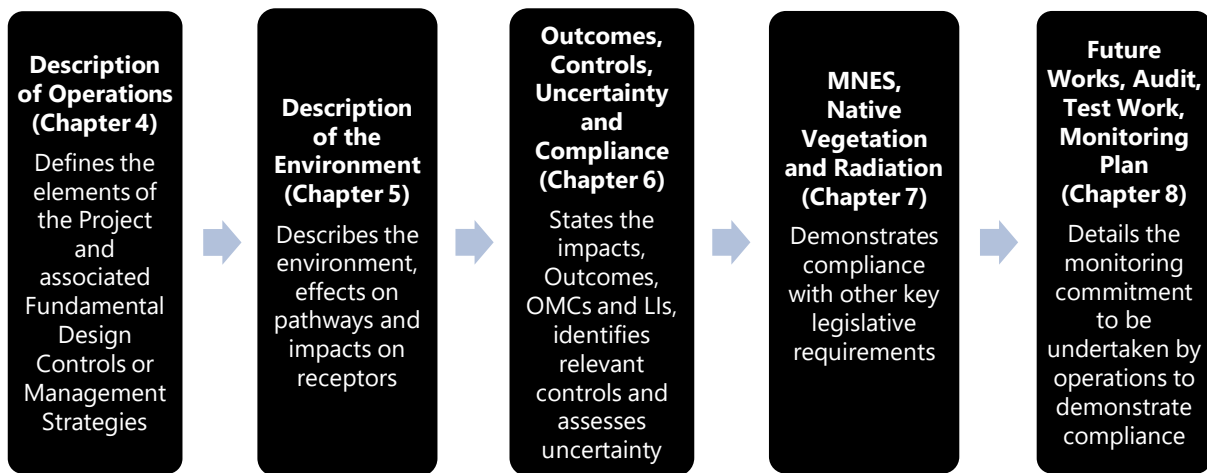 Description
of Operations
(Chapter 4)
Defines the
elements of
the Project
and
associated
Fundamental
Design
Controls or
Management
Strategies
Description
of the
Environment
(Chapter 5)
Describes the
environment,
effects on
pathways and
impacts on
receptors
Outcomes,
Controls,
Uncertainty
and
Compliance
(Chapter 6)
States the
impacts,
Outcomes,
OMCs and LIs,
identifies
relevant
controls and
assesses
uncertainty
MNES,
Native
Vegetation
and Radiation
(Chapter 7)
Demonstrates
compliance
with other key
legislative
requirements
Future
Works, Audit,
Test Work,
Monitoring
Plan
(Chapter 8)
Details the
monitoring
commitment
to be
undertaken by
operations to
demonstrate
compliance